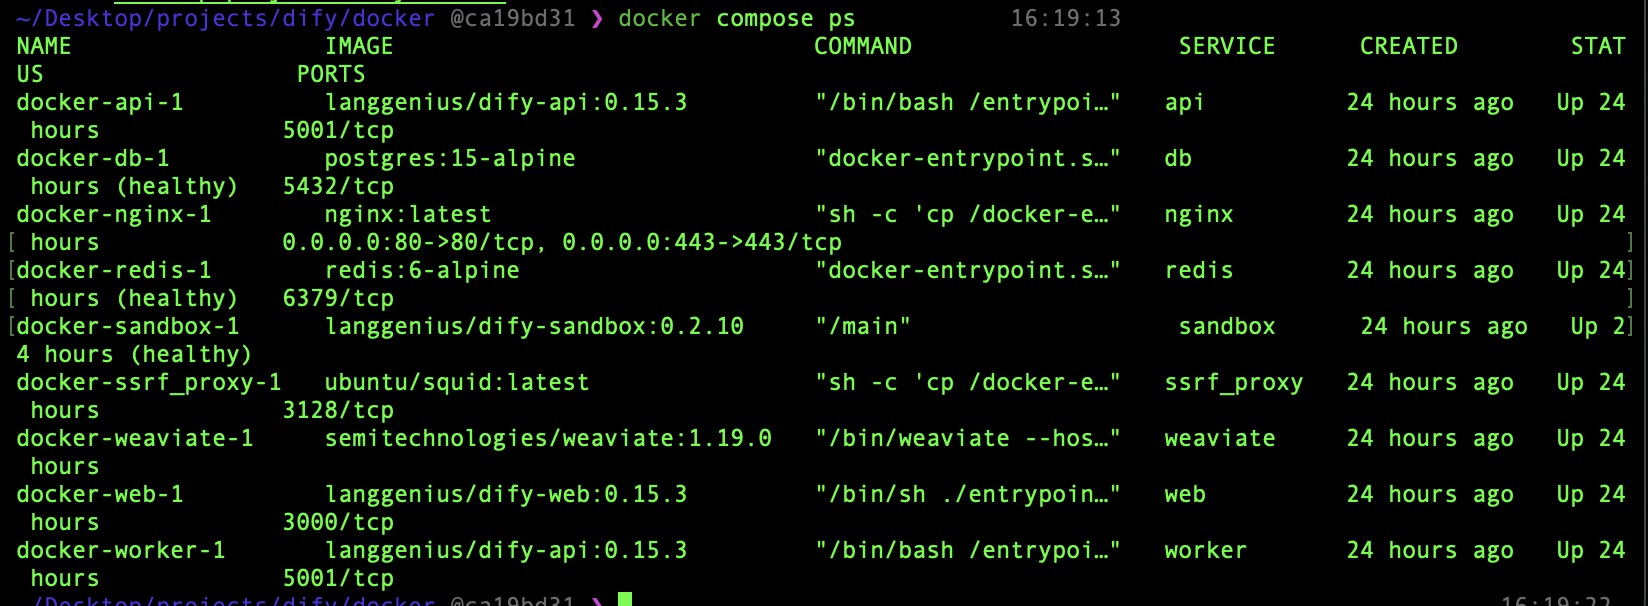 ~/Desktop/projects/dify/docker @ca19bd31 ❯ docker compose ps 16:19:13
NAME IMAGE COMMAND SERVICE CREATED STAT
US PORTS
docker-api-1 langgenius/dify-api:0.15.3 "/bin/bash /entrypoi…" api 24 hours ago Up 24
hours 5001/tcp
docker-db-1 postgres:15-alpine "docker-entrypoint.s…" db 24 hours ago Up 24
hours (healthy) 5432/tcp
docker-nginx-1 nginx:latest "sh -c 'cp /docker-e…" nginx 24 hours ago Up 24
[ hours 0.0.0.0:80->80/tcp, 0.0.0.0:443->443/tcp ]
[docker-redis-1 redis:6-alpine "docker-entrypoint.s…" redis 24 hours ago Up 24]
[ hours (healthy) 6379/tcp ]
[docker-sandbox-1 langgenius/dify-sandbox:0.2.10 "/main" sandbox 24 hours ago Up 2]
4 hours (healthy)
docker-ssrf_proxy-1 ubuntu/squid:latest "sh -c 'cp /docker-e…" ssrf_proxy 24 hours ago Up 24
hours 3128/tcp
docker-weaviate-1 semitechnologies/weaviate:1.19.0 "/bin/weaviate --hos…" weaviate 24 hours ago Up 24
hours
docker-web-1 langgenius/dify-web:0.15.3 "/bin/sh ./entrypoin…" web 24 hours ago Up 24
hours 3000/tcp
docker-worker-1 langgenius/dify-api:0.15.3 "/bin/bash /entrypoi…" worker 24 hours ago Up 24
hours 5001/tcp
~/Desktop/projects/dify/docker @ca19bd31 ❯ 16:19:22